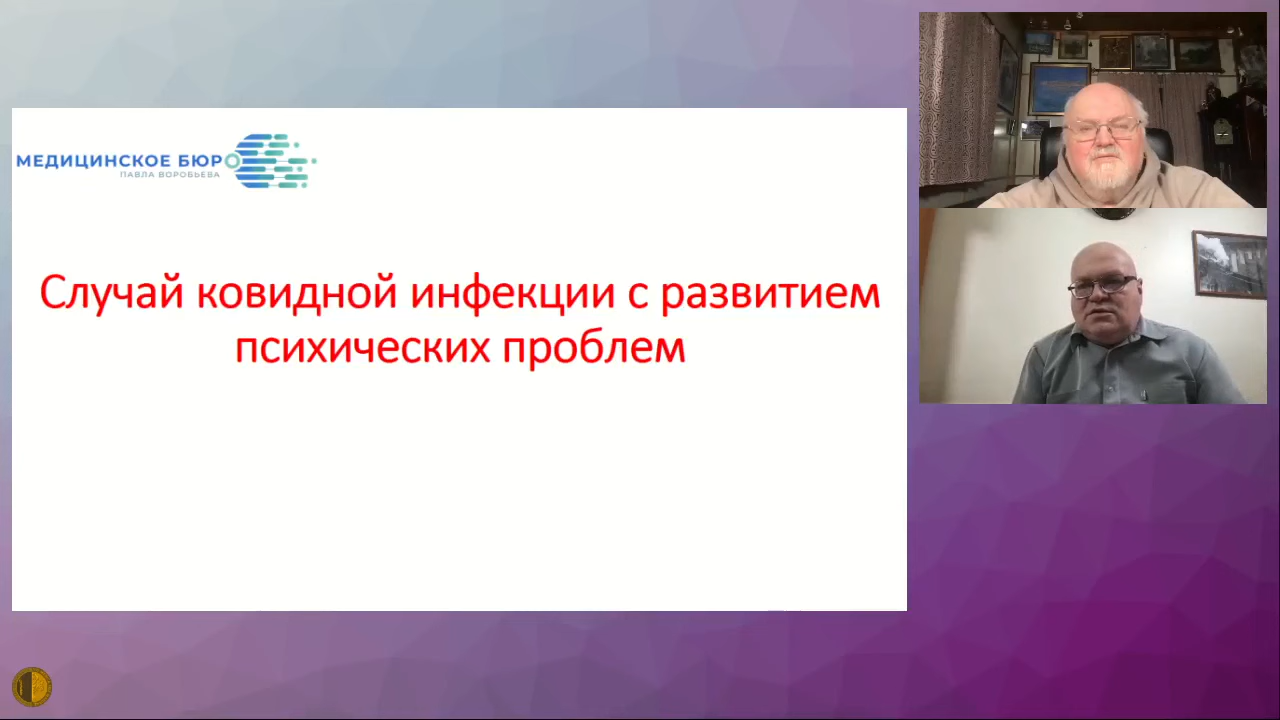 МЕДИЦИНСКОЕ БЮРО
ПАВЛА ВОРОБЬЕВА
Случай ковидной инфекции с развитием
психических проблем